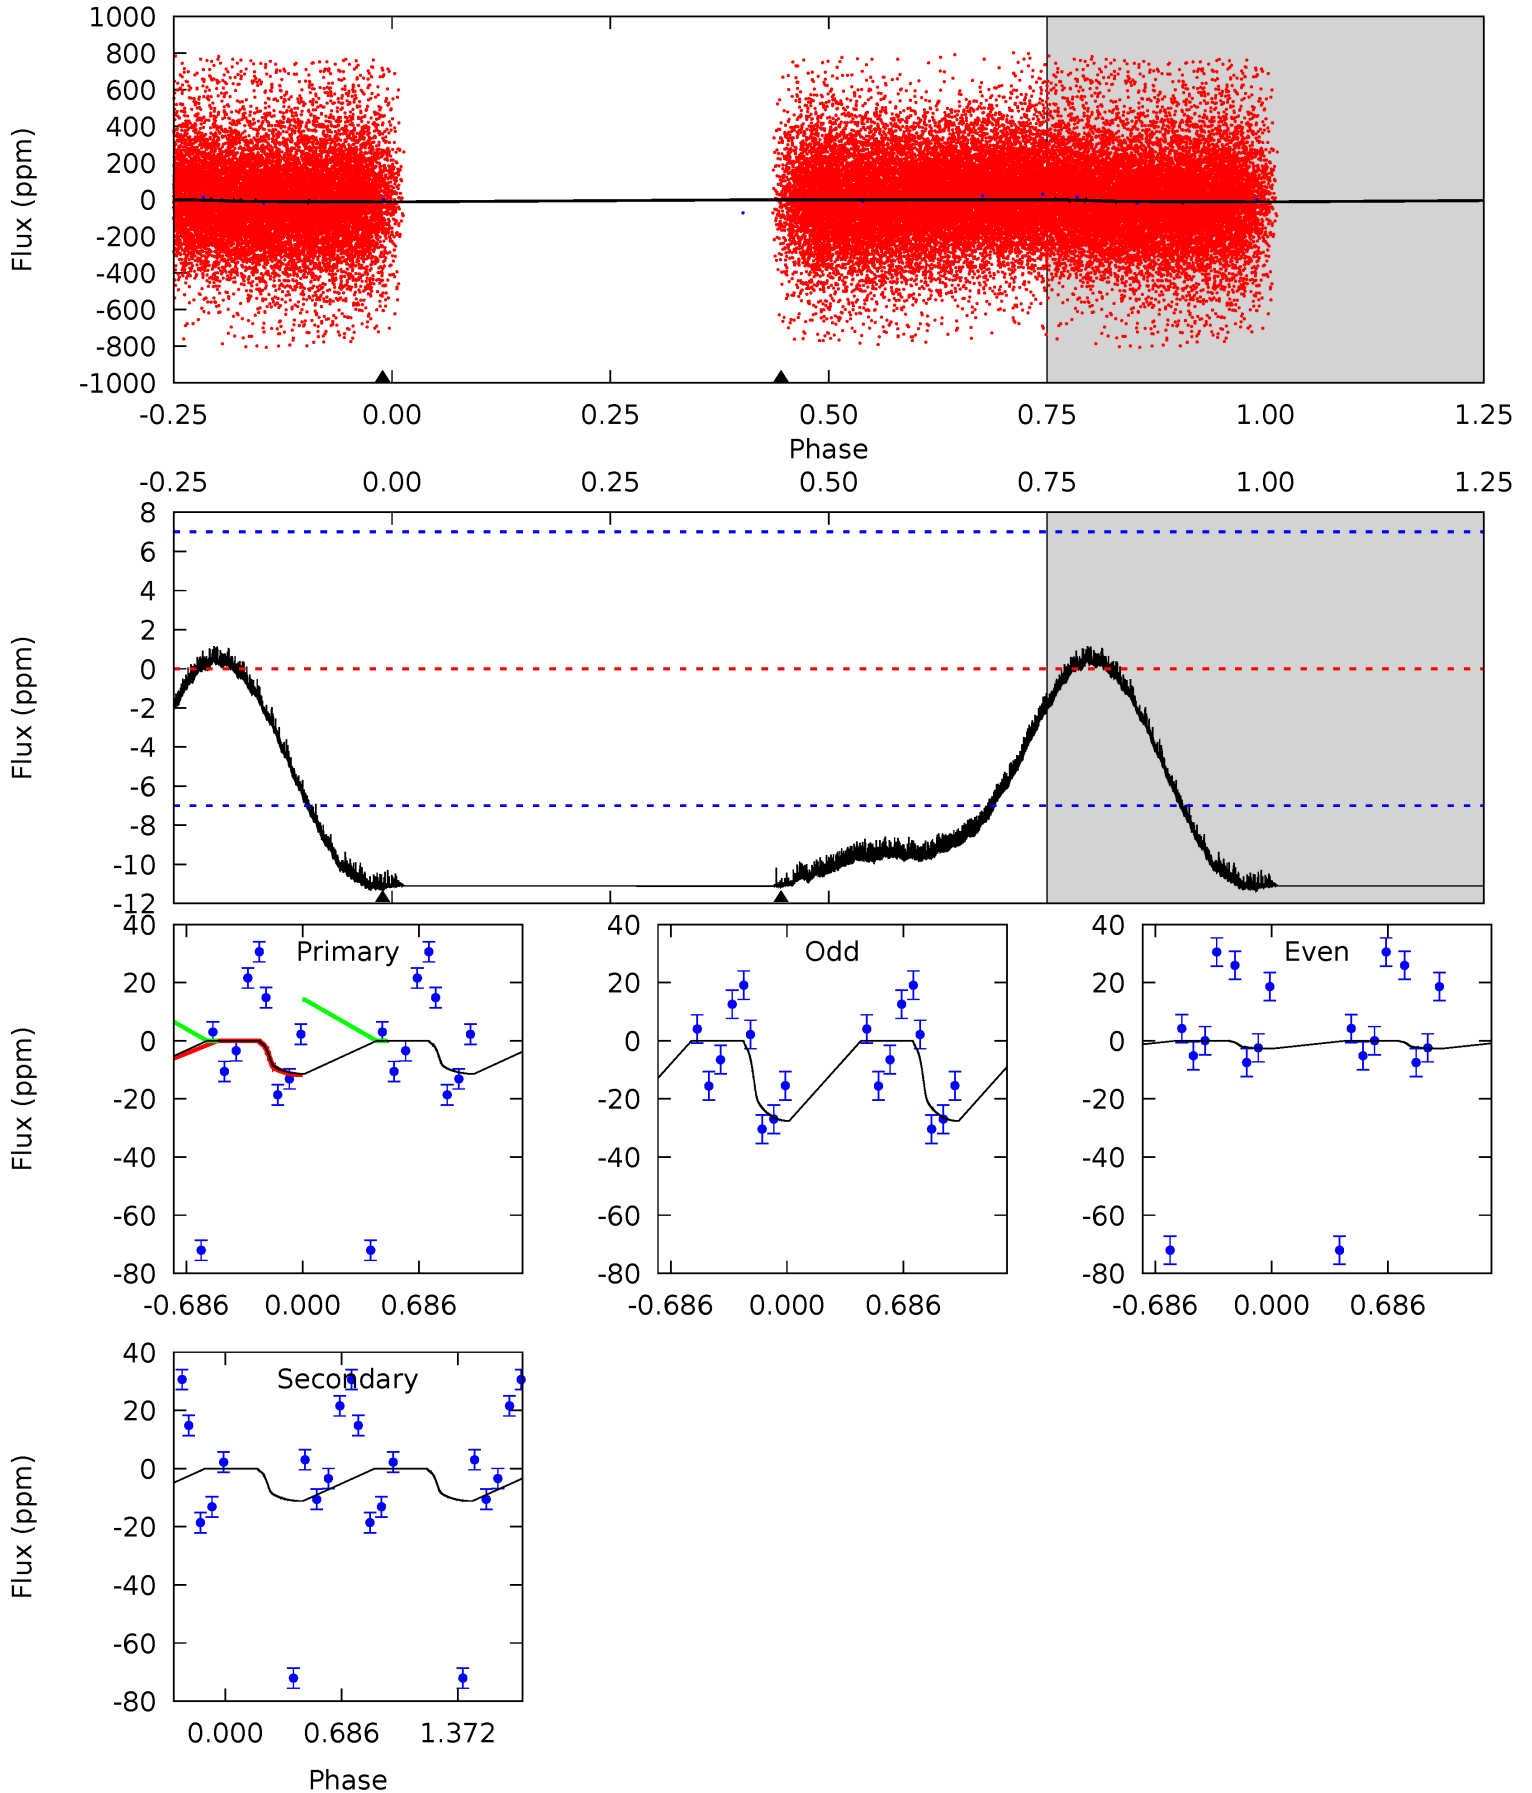 1000
800
600
400
200
0
-200
-400
-600
-800
-1000
Flux (ppm)
-0.25 0.00 0.25 0.50 0.75 1.00 1.25
Phase
-0.25 0.00 0.25 0.50 0.75 1.00 1.25
8
6
4
2
0
-2
-4
-6
-8
-10
-12
Flux (ppm)
Primary Odd Even
40 40 40
20 20 20
0 0 0
-20 -20 -20
-40 -40 -40
-60 -60 -60
-80 -80 -80
Flux (ppm)
-0.686 0.000 0.686 -0.686 0.000 0.686 -0.686 0.000 0.686
Secondary
40
20
0
-20
-40
-60
-80
Flux (ppm)
0.000 0.686 1.372
Phase